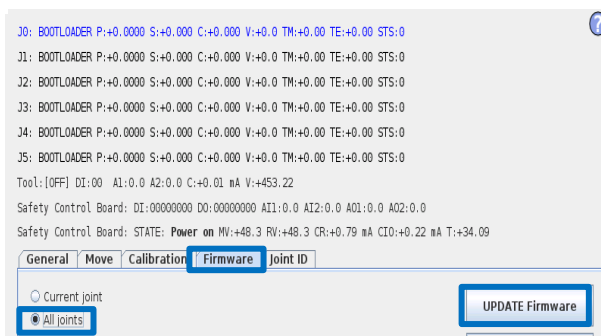 J0: BOOTLOADER P:+0.0000 S:+0.000 C:+0.000 V:+0.0 TM:+0.00 TE:+0.00 STS:0
J1: BOOTLOADER P:+0.0000 S:+0.000 C:+0.000 V:+0.0 TM:+0.00 TE:+0.00 STS:0
J2: BOOTLOADER P:+0.0000 S:+0.000 C:+0.000 V:+0.0 TM:+0.00 TE:+0.00 STS:0
J3: BOOTLOADER P:+0.0000 S:+0.000 C:+0.000 V:+0.0 TM:+0.00 TE:+0.00 STS:0
J4: BOOTLOADER P:+0.0000 S:+0.000 C:+0.000 V:+0.0 TM:+0.00 TE:+0.00 STS:0
J5: BOOTLOADER P:+0.0000 S:+0.000 C:+0.000 V:+0.0 TM:+0.00 TE:+0.00 STS:0
Tool:[OFF] DI:00 A1:0.0 A2:0.0 C:+0.01 mA V:+453.22
Safety Control Board: DI:00000000 DO:00000000 AI1:0.0 AI2:0.0 AO1:0.0 AO2:0.0
Safety Control Board: STATE: Power on MV:+48.3 RV:+48.3 CR:+0.79 mA CIO:+0.22 mA T:+34.09
General Move Calibration Firmware Joint ID
Current joint
All joints
UPDATE Firmware
?